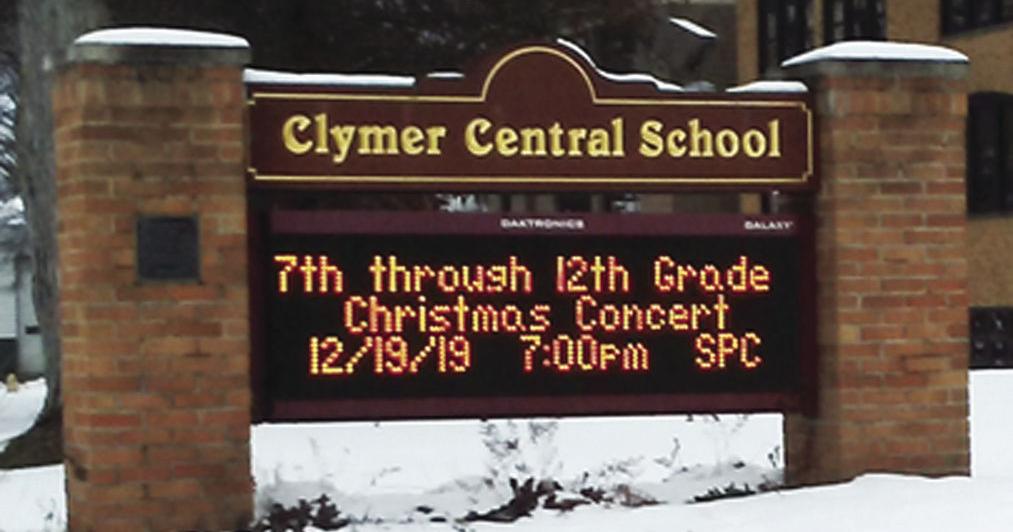 Clymer Central School
DAKTRONICS GALAXY
7th through 12th Grade
Christmas Concert
12/19/19 7:00pm SPC